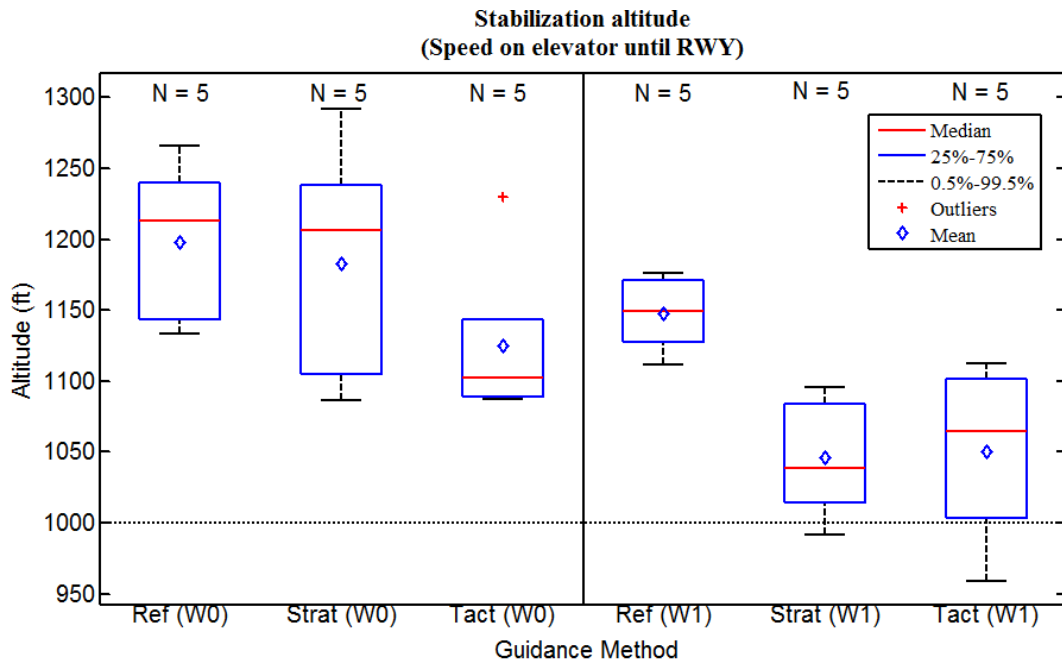 Stabilization altitude
(Speed on elevator until RWY)
N = 5 N = 5 N = 5 N = 5 N = 5 N = 5
Median
25%-75%
0.5%-99.5%
Outliers
Mean
Altitude (ft)
1300
1250
1200
1150
1100
1050
1000
950
Ref (W0) Strat (W0) Tact (W0) Ref (W1) Strat (W1) Tact (W1)
Guidance Method